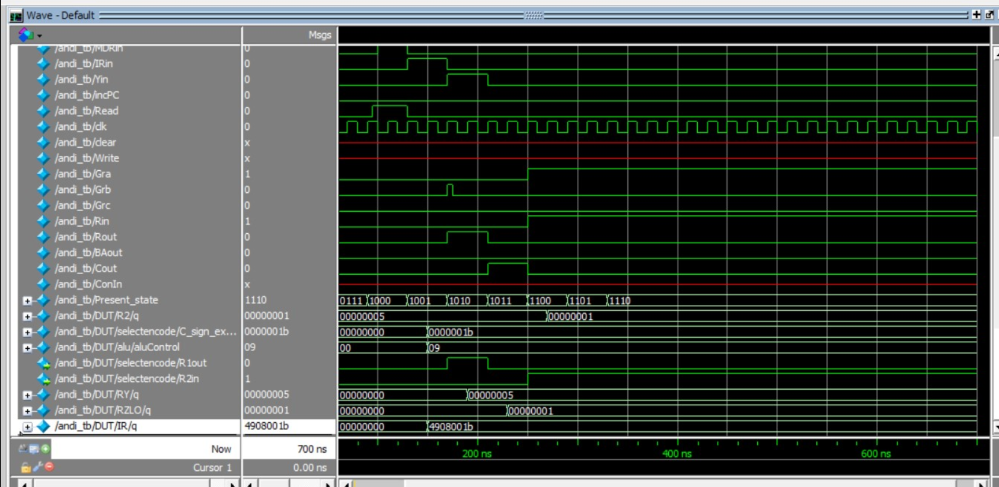 Wave - Default
Msgs
/andi_tb/MDRin 0
/andi_tb/IRin 0
/andi_tb/Yin 0
/andi_tb/incPC 0
/andi_tb/Read 0
/andi_tb/clk 0
/andi_tb/clear x
/andi_tb/Write x
/andi_tb/Gra 1
/andi_tb/Grb 0
/andi_tb/Grc 0
/andi_tb/Rin 1
/andi_tb/Rout 0
/andi_tb/BAout 0
/andi_tb/Cout 0
/andi_tb/ConIn x
/andi_tb/Present_state 1110 0111 1000 1001 1010 1011 1100 1101 1110
/andi_tb/DUT/R2/q 00000001 00000005 00000001
/andi_tb/DUT/selectencode/C_sign_ex... 0000001b 00000000 0000001b
/andi_tb/DUT/alu/aluControl 09 00 09
/andi_tb/DUT/selectencode/R1out 0
/andi_tb/DUT/selectencode/R2in 1
/andi_tb/DUT/RY/q 00000005 00000000 00000005
/andi_tb/DUT/RZLO/q 00000001 00000000 00000001
/andi_tb/DUT/IR/q 4908001b 00000000 4908001b
Now 700 ns 200 ns 400 ns 600 ns
Cursor 1 0.00 ns